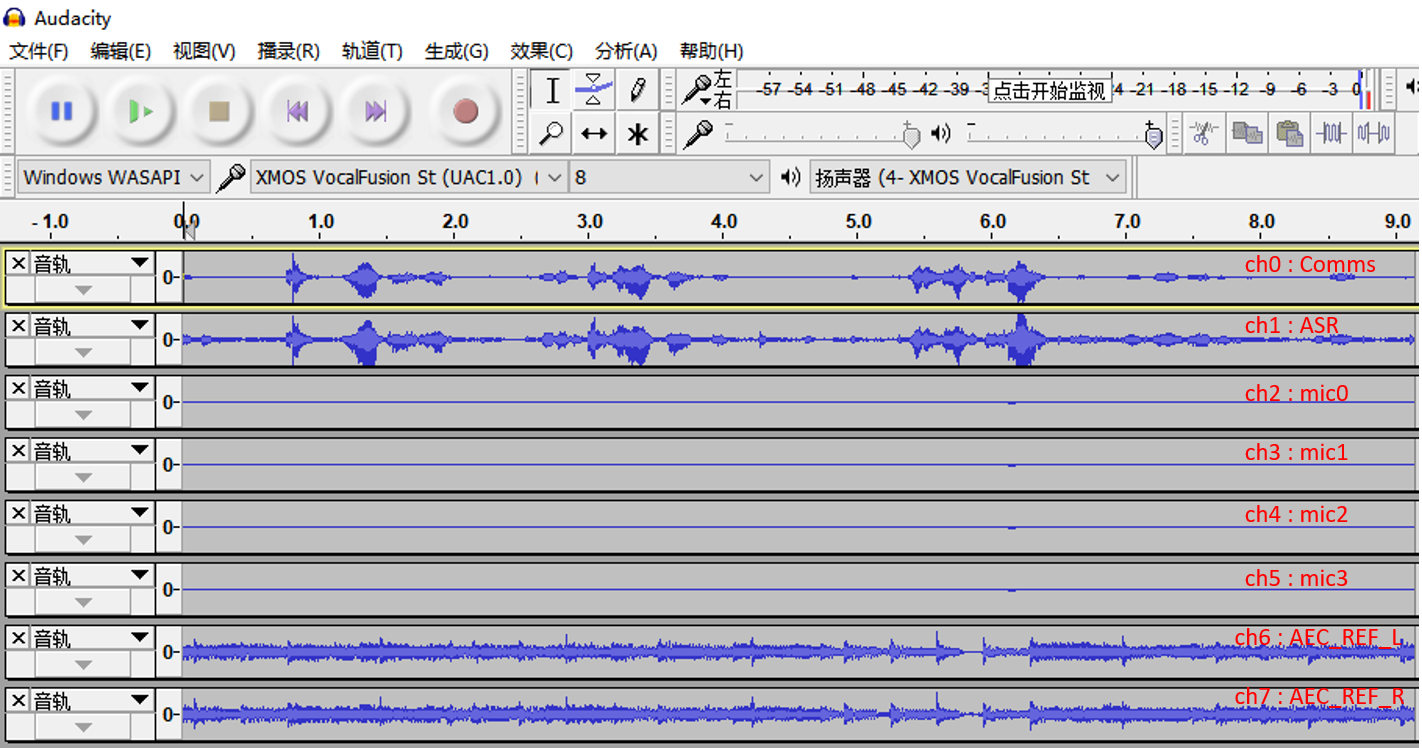 Audacity
文件(F) 编辑(E) 视图(V) 播录(R) 轨道(T) 生成(G) 效果(C) 分析(A) 帮助(H)
左
右
-57 -54 -51 -48 -45 -42 -39 -3 点击开始监视 4 -21 -18 -15 -12 -9 -6 -3 0
Windows WASAPI XMOS VocalFusion St (UAC1.0) ( 8 扬声器 (4- XMOS VocalFusion St
-1.0 0.0 1.0 2.0 3.0 4.0 5.0 6.0 7.0 8.0 9.0
音轨 0- ch0 : Comms
音轨 0- ch1 : ASR
音轨 0- ch2 : mic0
音轨 0- ch3 : mic1
音轨 0- ch4 : mic2
音轨 0- ch5 : mic3
音轨 0- ch6 : AEC_REF_L
音轨 0- ch7 : AEC_REF_R